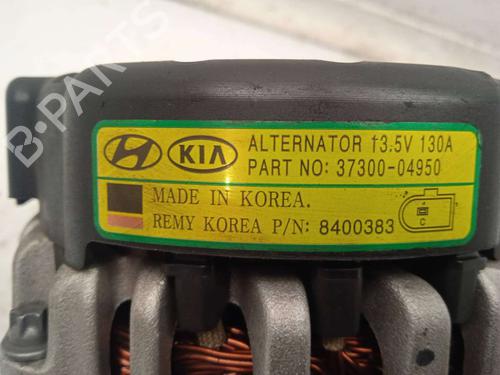 B-PARTS
KIA ALTERNATOR 13.5V 130A
PART NO: 37300-04950
MADE IN KOREA.
REMY KOREA P/N: 8400383
C